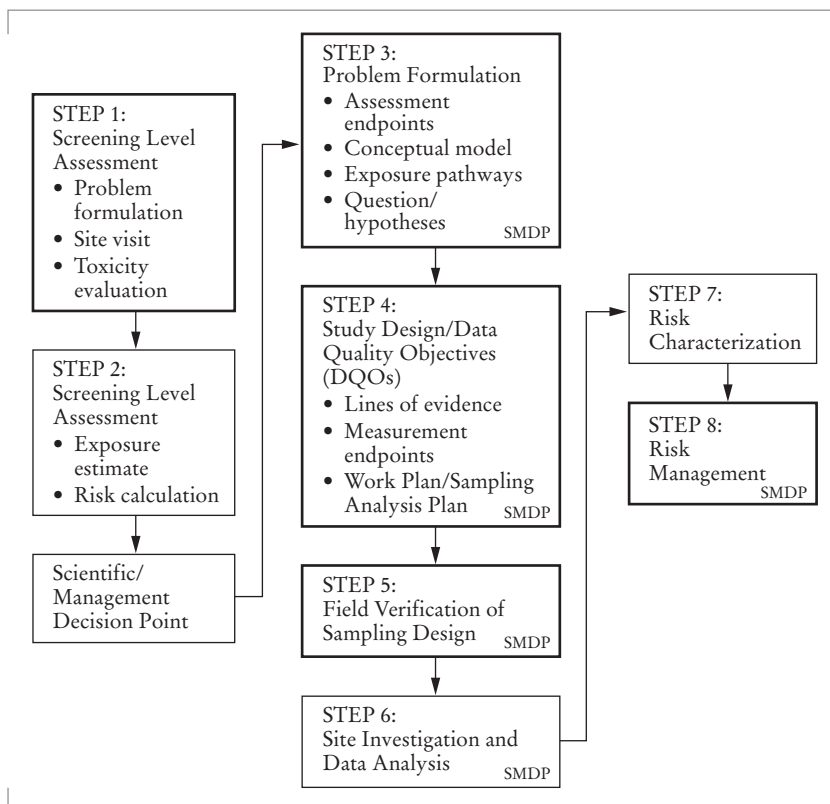 STEP 1:
Screening Level
Assessment
• Problem
formulation
• Site visit
• Toxicity
evaluation
STEP 2:
Screening Level
Assessment
• Exposure
estimate
• Risk calculation
Scientific/
Management
Decision Point
STEP 3:
Problem Formulation
• Assessment
endpoints
• Conceptual model
• Exposure pathways
• Question/
hypotheses
SMDP
STEP 4:
Study Design/Data
Quality Objectives
(DQOs)
• Lines of evidence
• Measurement
endpoints
• Work Plan/Sampling
Analysis Plan
SMDP
STEP 5:
Field Verification of
Sampling Design
SMDP
STEP 6:
Site Investigation and
Data Analysis
SMDP
STEP 7:
Risk
Characterization
STEP 8:
Risk
Management
SMDP